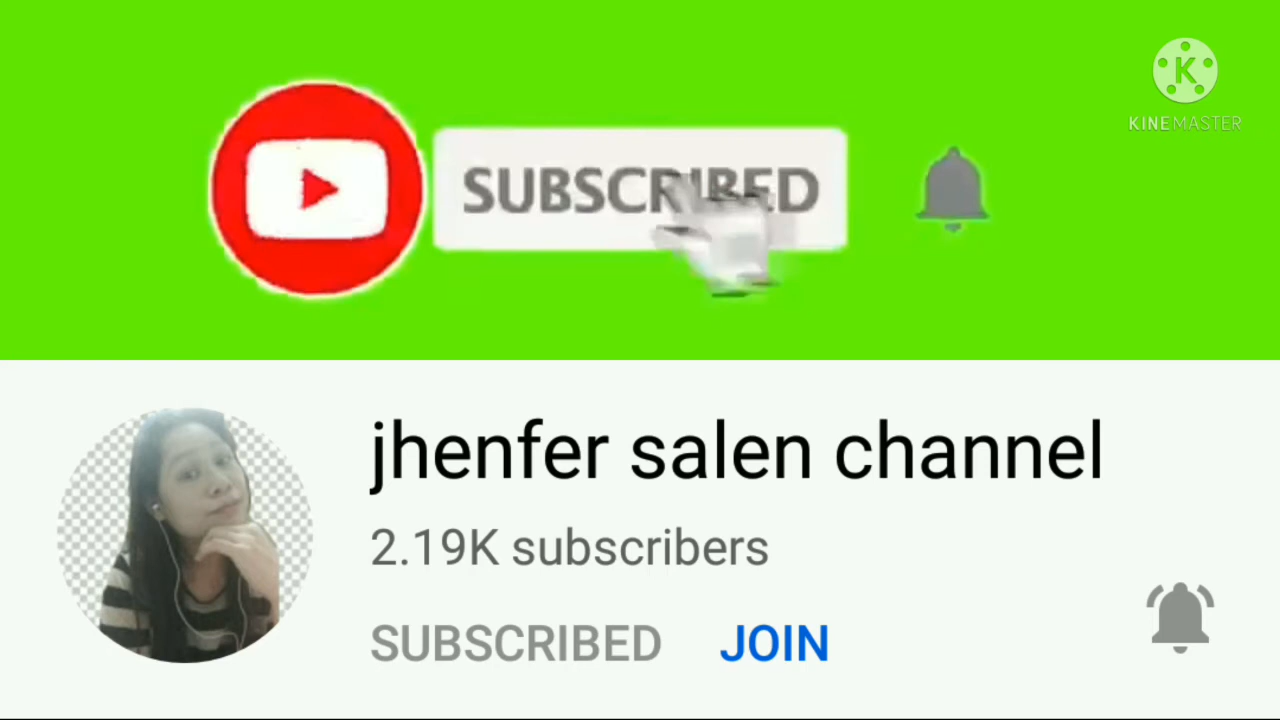 K
KINEMASTER
SUBSCRIBED
jhenfer salen channel
2.19K subscribers
SUBSCRIBED JOIN